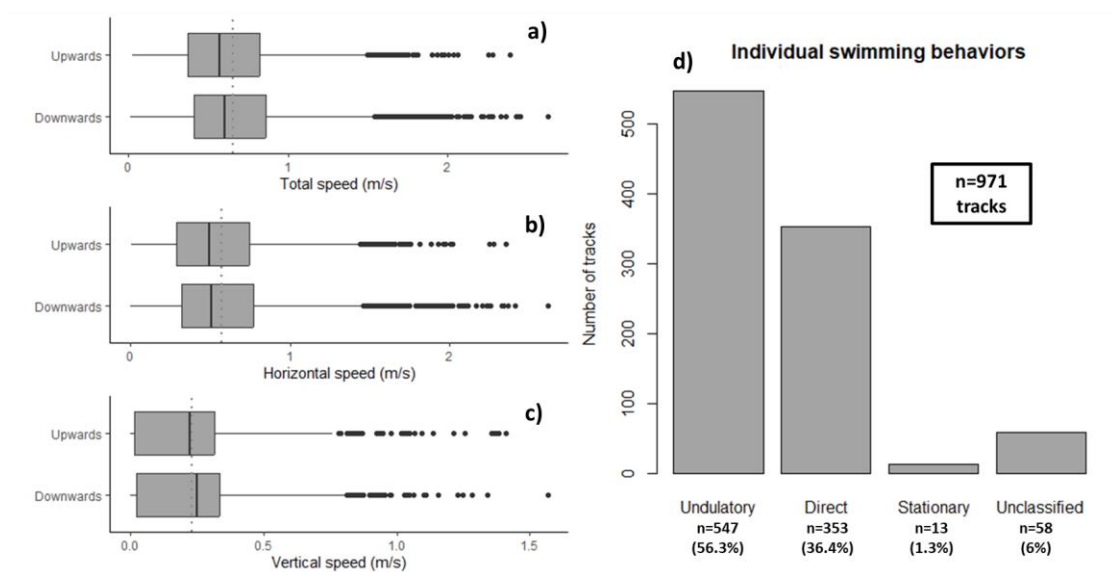 a)
Upwards
Downwards
0 1 2
Total speed (m/s)
b)
Upwards
Downwards
0 1 2
Horizontal speed (m/s)
c)
Upwards
Downwards
0.0 0.5 1.0 1.5
Vertical speed (m/s)
d)
Individual swimming behaviors
Number of tracks
500
400
300
200
100
0
n=971
tracks
Undulatory Direct Stationary Unclassified
n=547 n=353 n=13 n=58
(56.3%) (36.4%) (1.3%) (6%)